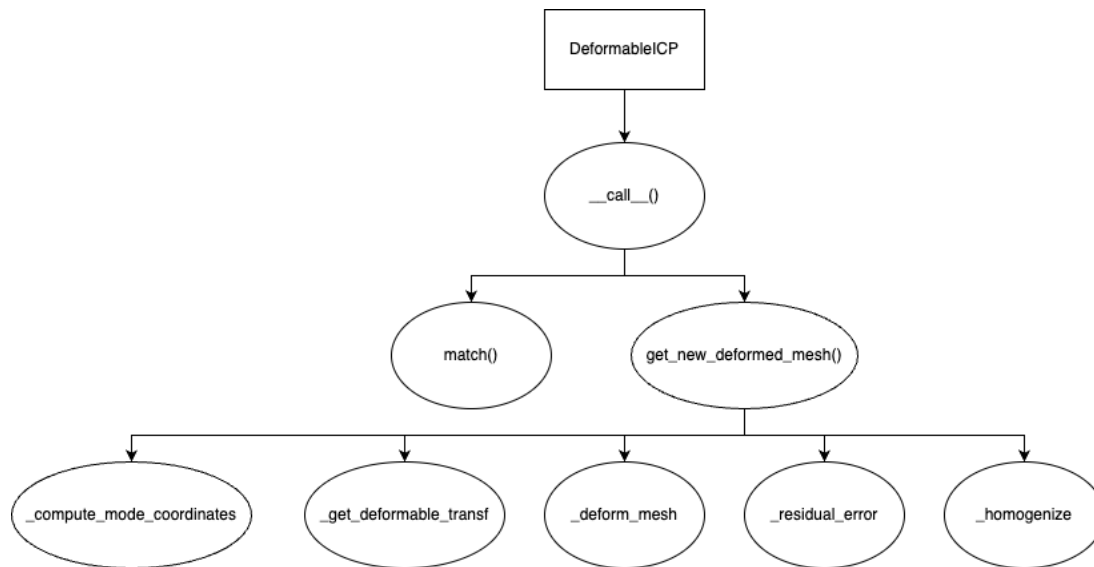 DeformableICP
__call__()
match()
get_new_deformed_mesh()
_compute_mode_coordinates
_get_deformable_transf
_deform_mesh
_residual_error
_homogenize